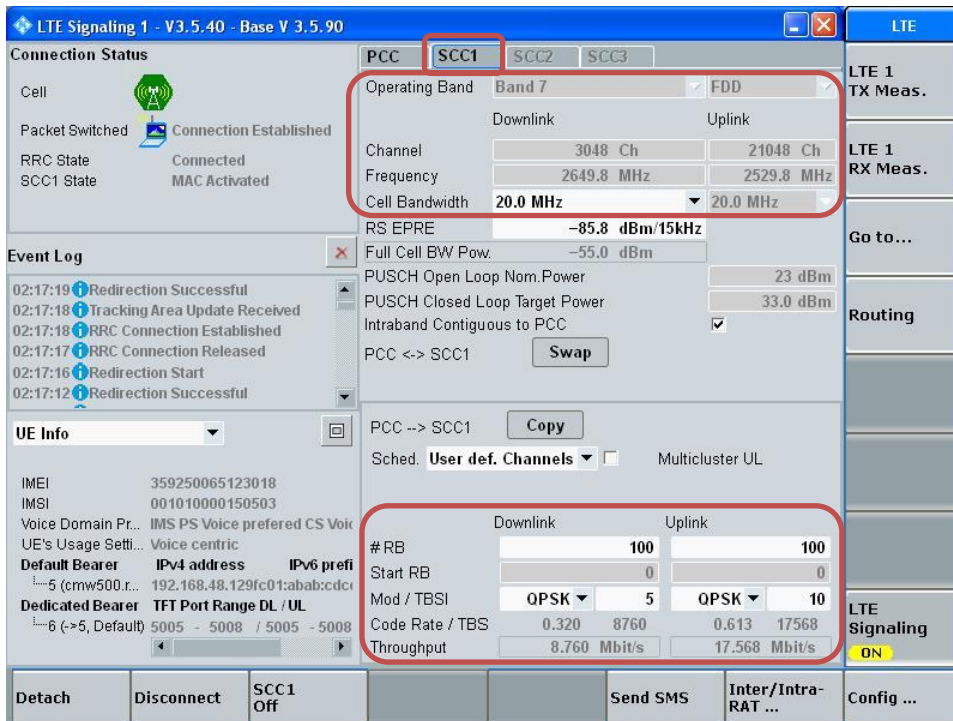 LTE Signaling 1 - V3.5.40 - Base V 3.5.90
LTE
Connection Status
Cell
Packet Switched Connection Established
RRC State Connected
SCC1 State MAC Activated
Event Log
02:17:19 Redirection Successful
02:17:18 Tracking Area Update Received
02:17:18 RRC Connection Established
02:17:17 RRC Connection Released
02:17:16 Redirection Start
02:17:12 Redirection Successful
UE Info
IMEI 359250065123018
IMSI 001010000150503
Voice Domain Pr... IMS PS Voice prefered CS Voic
UE's Usage Setti... Voice centric
Default Bearer IPv4 address IPv6 prefi
5 (cmw500.r... 192.168.48.129fc01:abab:cdc
Dedicated Bearer TFT Port Range DL / UL
6 (->5, Default) 5005 - 5008 / 5005 - 5008
PCC SCC1 SCC2 SCC3
Operating Band Band 7 FDD
Downlink Uplink
Channel 3048 Ch 21048 Ch
Frequency 2649.8 MHz 2529.8 MHz
Cell Bandwidth 20.0 MHz 20.0 MHz
RS EPRE -85.8 dBm/15kHz
Full Cell BW Pow. -55.0 dBm
PUSCH Open Loop Nom.Power 23 dBm
PUSCH Closed Loop Target Power 33.0 dBm
Intraband Contiguous to PCC
PCC <-> SCC1 Swap
PCC --> SCC1 Copy
Sched. User def. Channels Multicluster UL
Downlink Uplink
# RB 100 100
Start RB 0 0
Mod / TBSI QPSK 5 QPSK 10
Code Rate / TBS 0.320 8760 0.613 17568
Throughput 8.760 Mbit/s 17.568 Mbit/s
LTE 1
TX Meas.
LTE 1
RX Meas.
Go to...
Routing
LTE
Signaling
ON
Detach
Disconnect
SCC1
Off
Send SMS
Inter/Intra-
RAT ...
Config ...